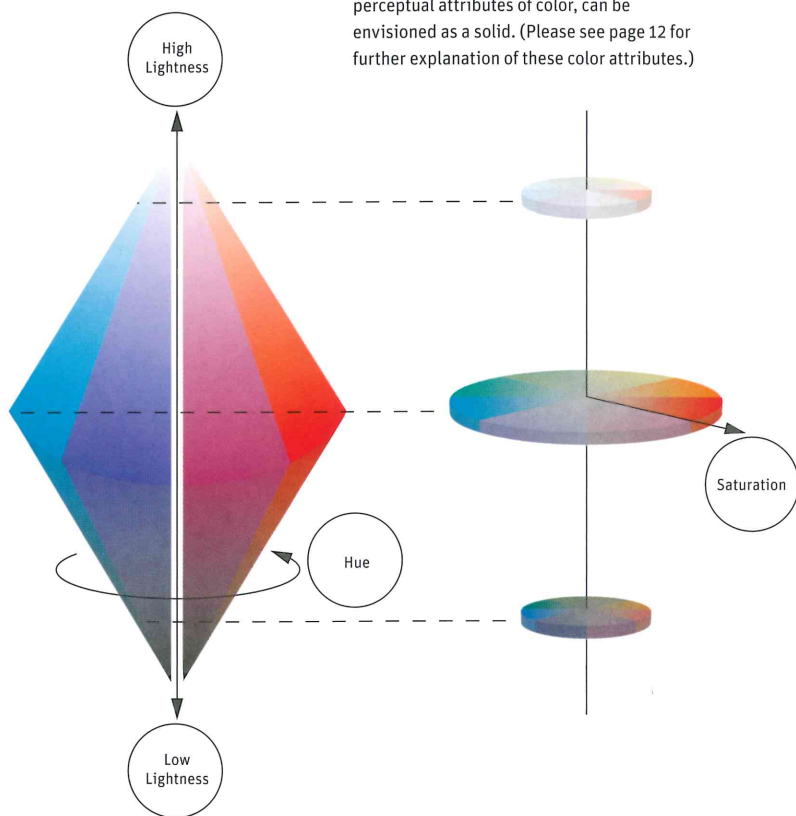 perceptual attributes of color, can be
envisioned as a solid. (Please see page 12 for
further explanation of these color attributes.)
High
Lightness
Saturation
Hue
Low
Lightness